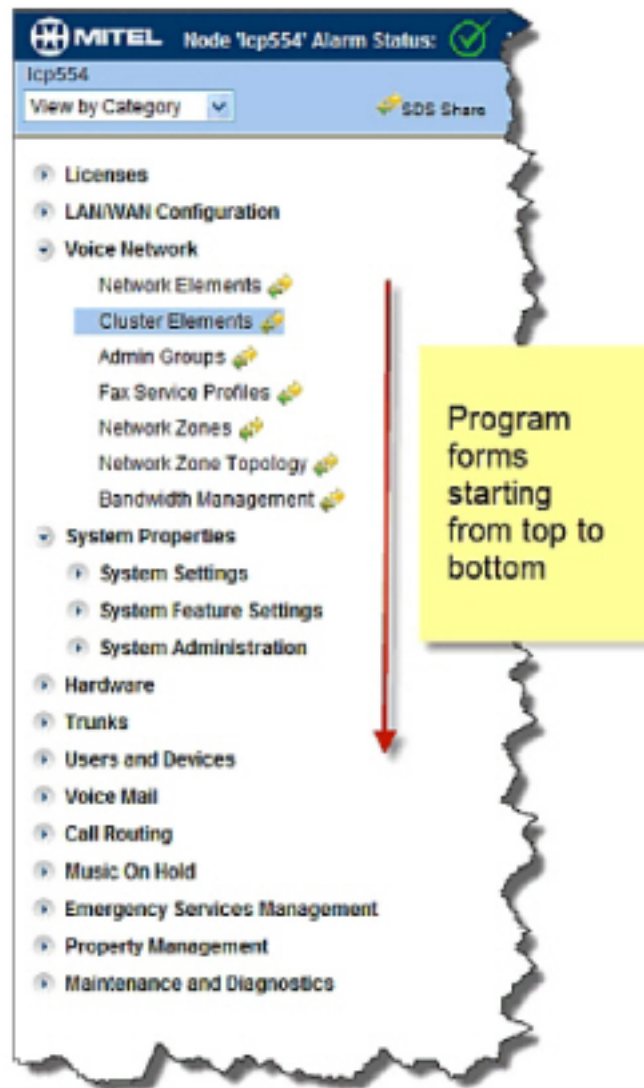 MITEL Node 'Icp554' Alarm Status:
Icp554
View by Category
SDS Share
Licenses
LAN/WAN Configuration
Voice Network
Network Elements
Cluster Elements
Admin Groups
Fax Service Profiles
Network Zones
Network Zone Topology
Bandwidth Management
System Properties
System Settings
System Feature Settings
System Administration
Hardware
Trunks
Users and Devices
Voice Mail
Call Routing
Music On Hold
Emergency Services Management
Property Management
Maintenance and Diagnostics
Program
forms
starting
from top to
bottom